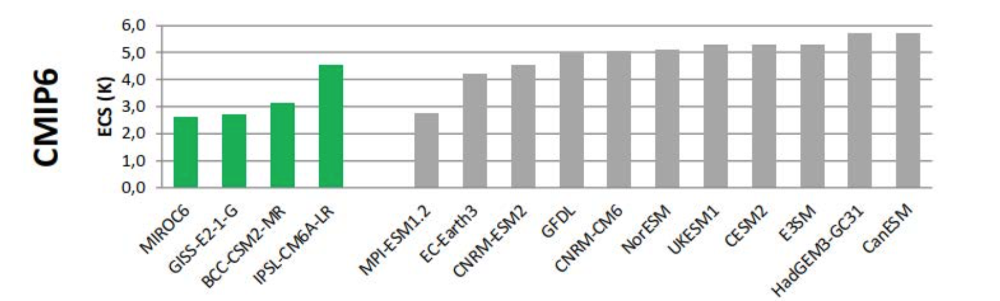 CMIP6
ECS (K)
6,0
5,0
4,0
3,0
2,0
1,0
0,0
MIROC6
GISS-E2-1-G
BCC-CSM2-MR
IPSL-CM6A-LR
MPI-ESM1.2
EC-Earth3
CNRM-ESM2
GFDL
CNRM-CM6
NorESM
UKESM1
CESM2
E3SM
HadGEM3-GC31
CanESM